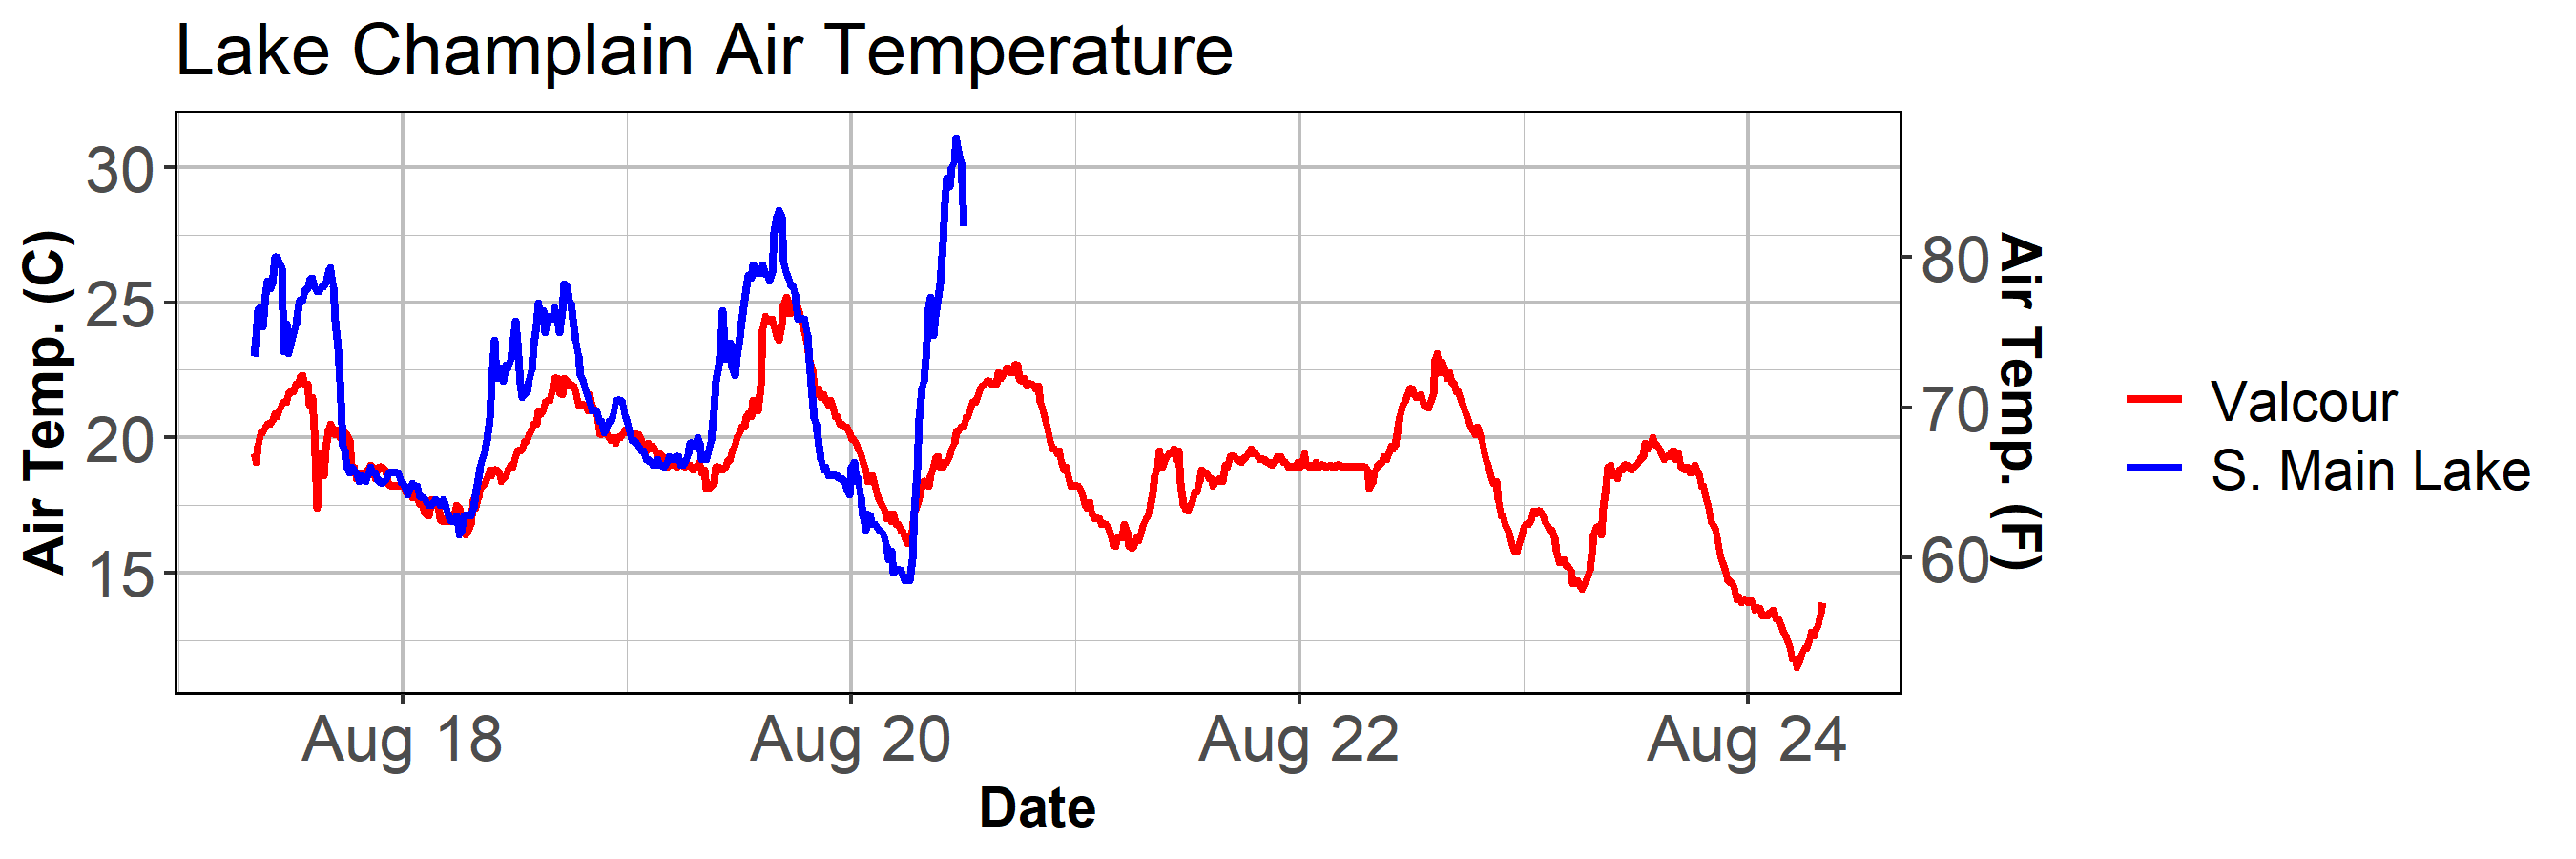 Lake Champlain Air Temperature
Air Temp. (C)
30
25
20
15
80
70
60
Air Temp. (F)
Aug 18
Aug 20
Aug 22
Aug 24
Date
Valcour
S. Main Lake